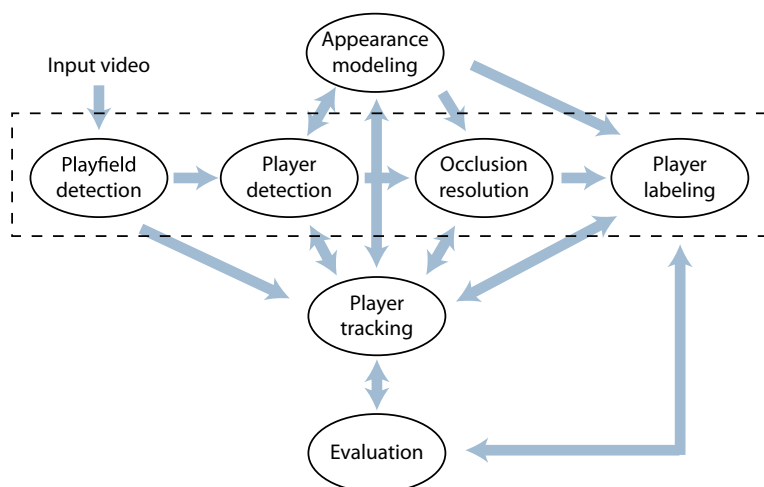 Appearance
modeling
Input video
Playfield
detection
Player
detection
Occlusion
resolution
Player
labeling
Player
tracking
Evaluation